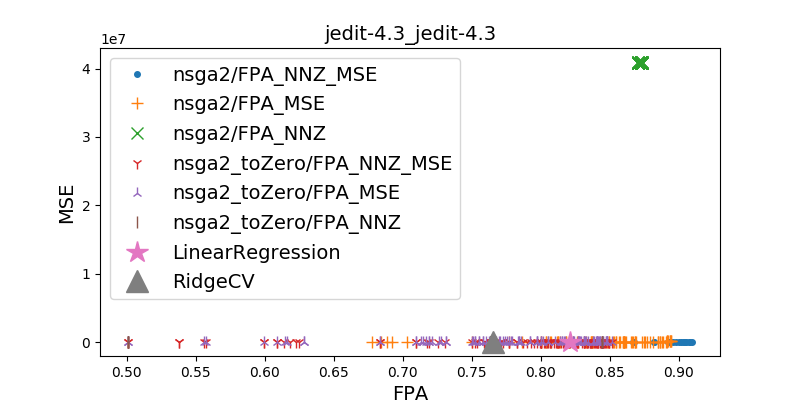 jedit-4.3_jedit-4.3
1e7
nsga2/FPA_NNZ_MSE
nsga2/FPA_MSE
nsga2/FPA_NNZ
nsga2_toZero/FPA_NNZ_MSE
nsga2_toZero/FPA_MSE
nsga2_toZero/FPA_NNZ
LinearRegression
RidgeCV
MSE
4
3
2
1
0
0.50 0.55 0.60 0.65 0.70 0.75 0.80 0.85 0.90
FPA